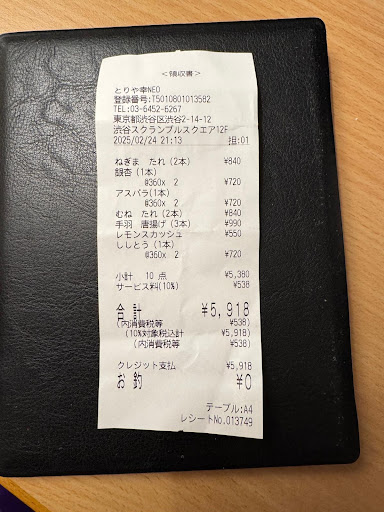 ＜領収書＞
とりや幸NEO
登録番号:T5010801013582
TEL:03-6452-6267
東京都渋谷区渋谷2-14-12
渋谷スクランブルスクエア12F
2025/02/24 21:13 担:01
ねぎま たれ (2本) ¥840
銀杏 (1本)
@360x 2 ¥720
アスパラ(1本)
@360x 2 ¥720
むね たれ (2本) ¥840
手羽 唐揚げ (3本) ¥990
レモンスカッシュ ¥550
ししとう (1本)
@360x 2 ¥720
小計 10 点 ¥5,380
サービス料(10%) ¥538
合計 ¥5,918
(内消費税等 ¥538)
(10%対象税込計 ¥5,918)
(内消費税等 ¥538)
クレジット支払 ¥5,918
お釣 ¥0
テーブル:A4
レシートNo.013749